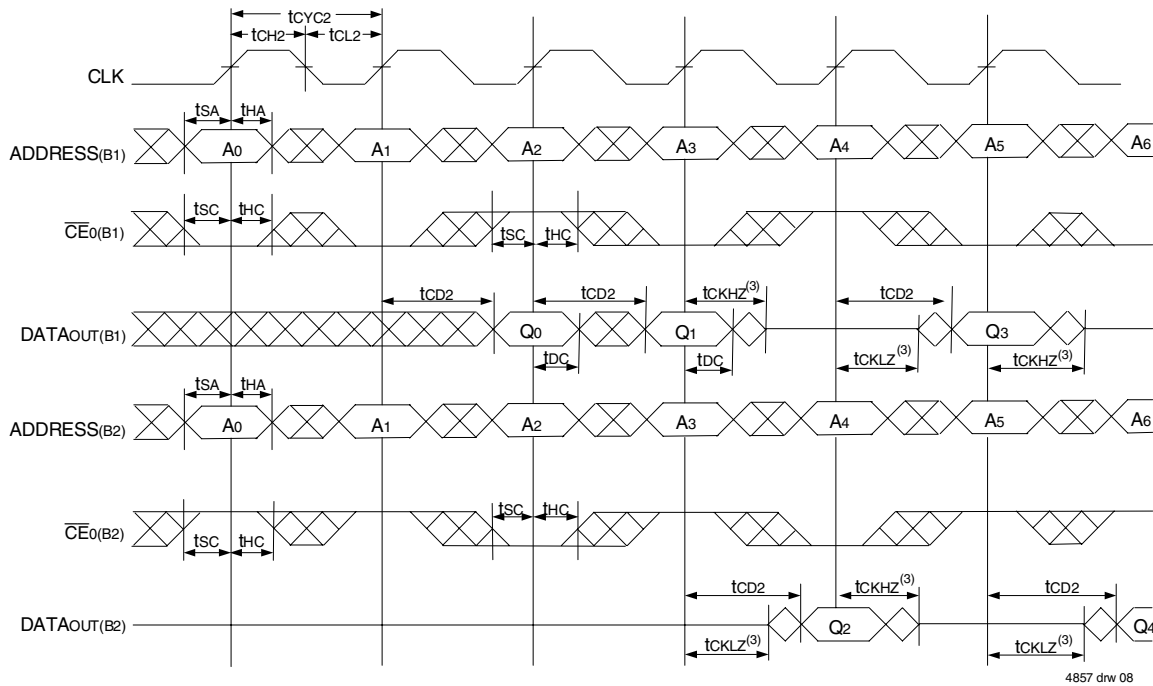 tCYC2
tCH2 tCL2
CLK
tSA tHA
ADDRESS(B1) A0 A1 A2 A3 A4 A5 A6
tSC tHC
CE0(B1)
tSC tHC
tCD2 tCD2 tCKHZ(3) tCD2
DATAOUT(B1) Q0 Q1 Q3
tDC tDC tCKLZ(3) tCKHZ(3)
tSA tHA
ADDRESS(B2) A0 A1 A2 A3 A4 A5 A6
tSC tHC
CE0(B2)
tSC tHC
tCD2 tCKHZ(3) tCD2
DATAOUT(B2) Q2 Q4
tCKLZ(3) tCKLZ(3)
4857 drw 08